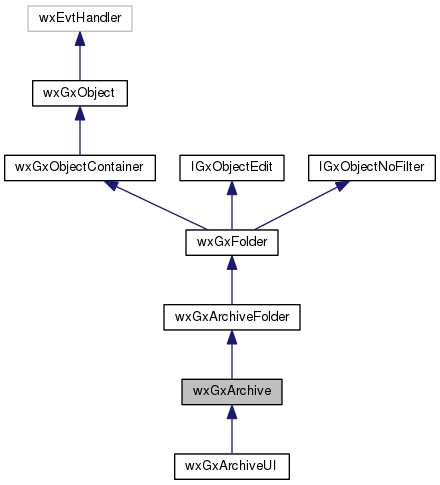 wxEvtHandler
wxGxObject
wxGxObjectContainer
IGxObjectEdit
IGxObjectNoFilter
wxGxFolder
wxGxArchiveFolder
wxGxArchive
wxGxArchiveUI